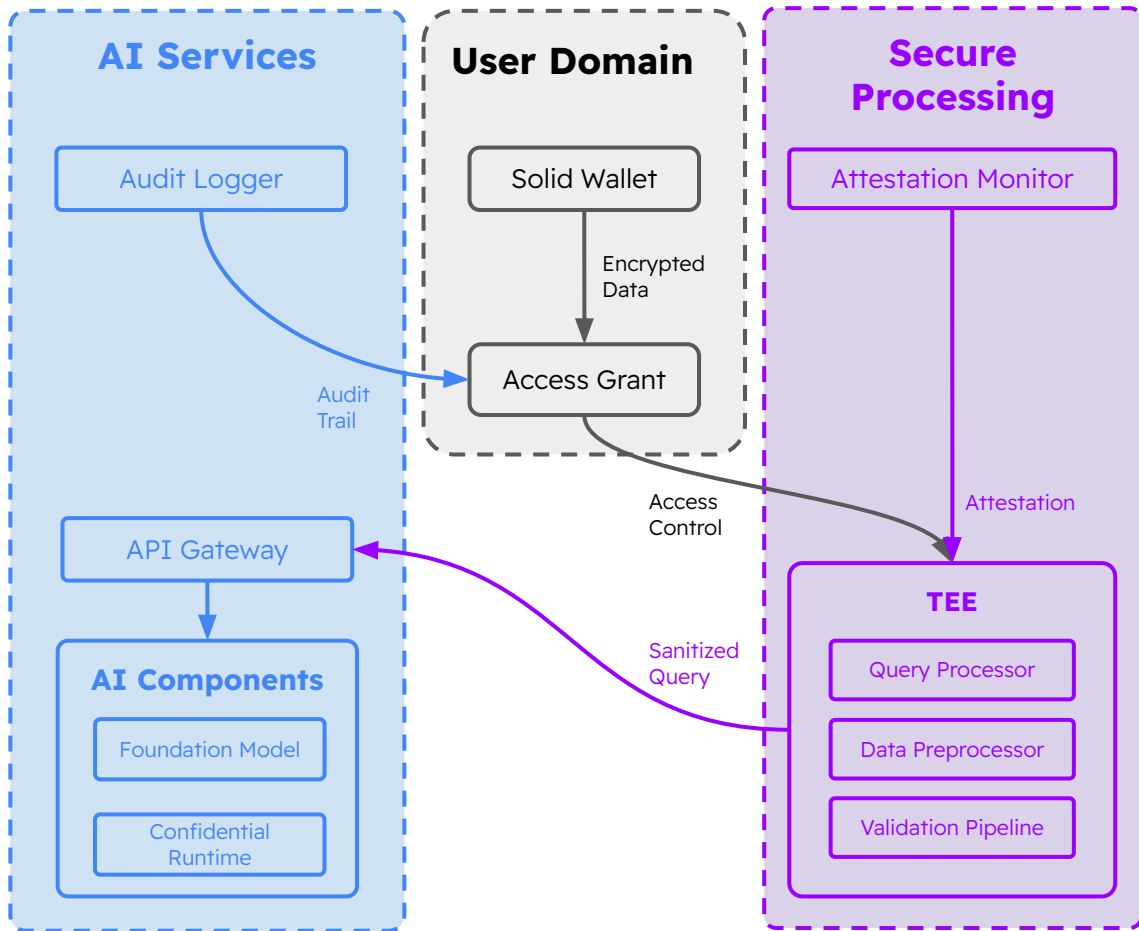 AI Services
Audit Logger
Audit
Trail
API Gateway
AI Components
Foundation Model
Confidential
Runtime
User Domain
Solid Wallet
Encrypted
Data
Access Grant
Access
Control
Sanitized
Query
Secure
Processing
Attestation Monitor
Attestation
TEE
Query Processor
Data Preprocessor
Validation Pipeline